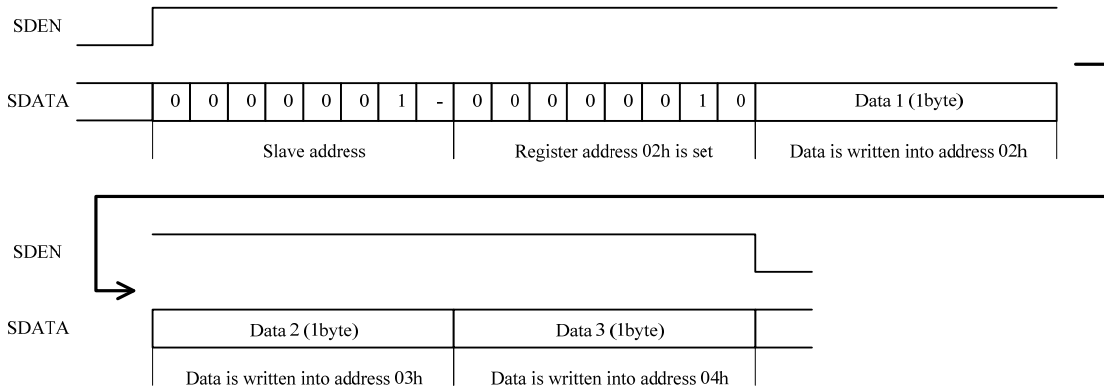 SDEN
SDATA 0 0 0 0 0 0 1 - 0 0 0 0 0 0 1 0 Data 1 (1byte)
Slave address Register address 02h is set Data is written into address 02h
SDEN
SDATA Data 2 (1byte) Data 3 (1byte)
Data is written into address 03h Data is written into address 04h